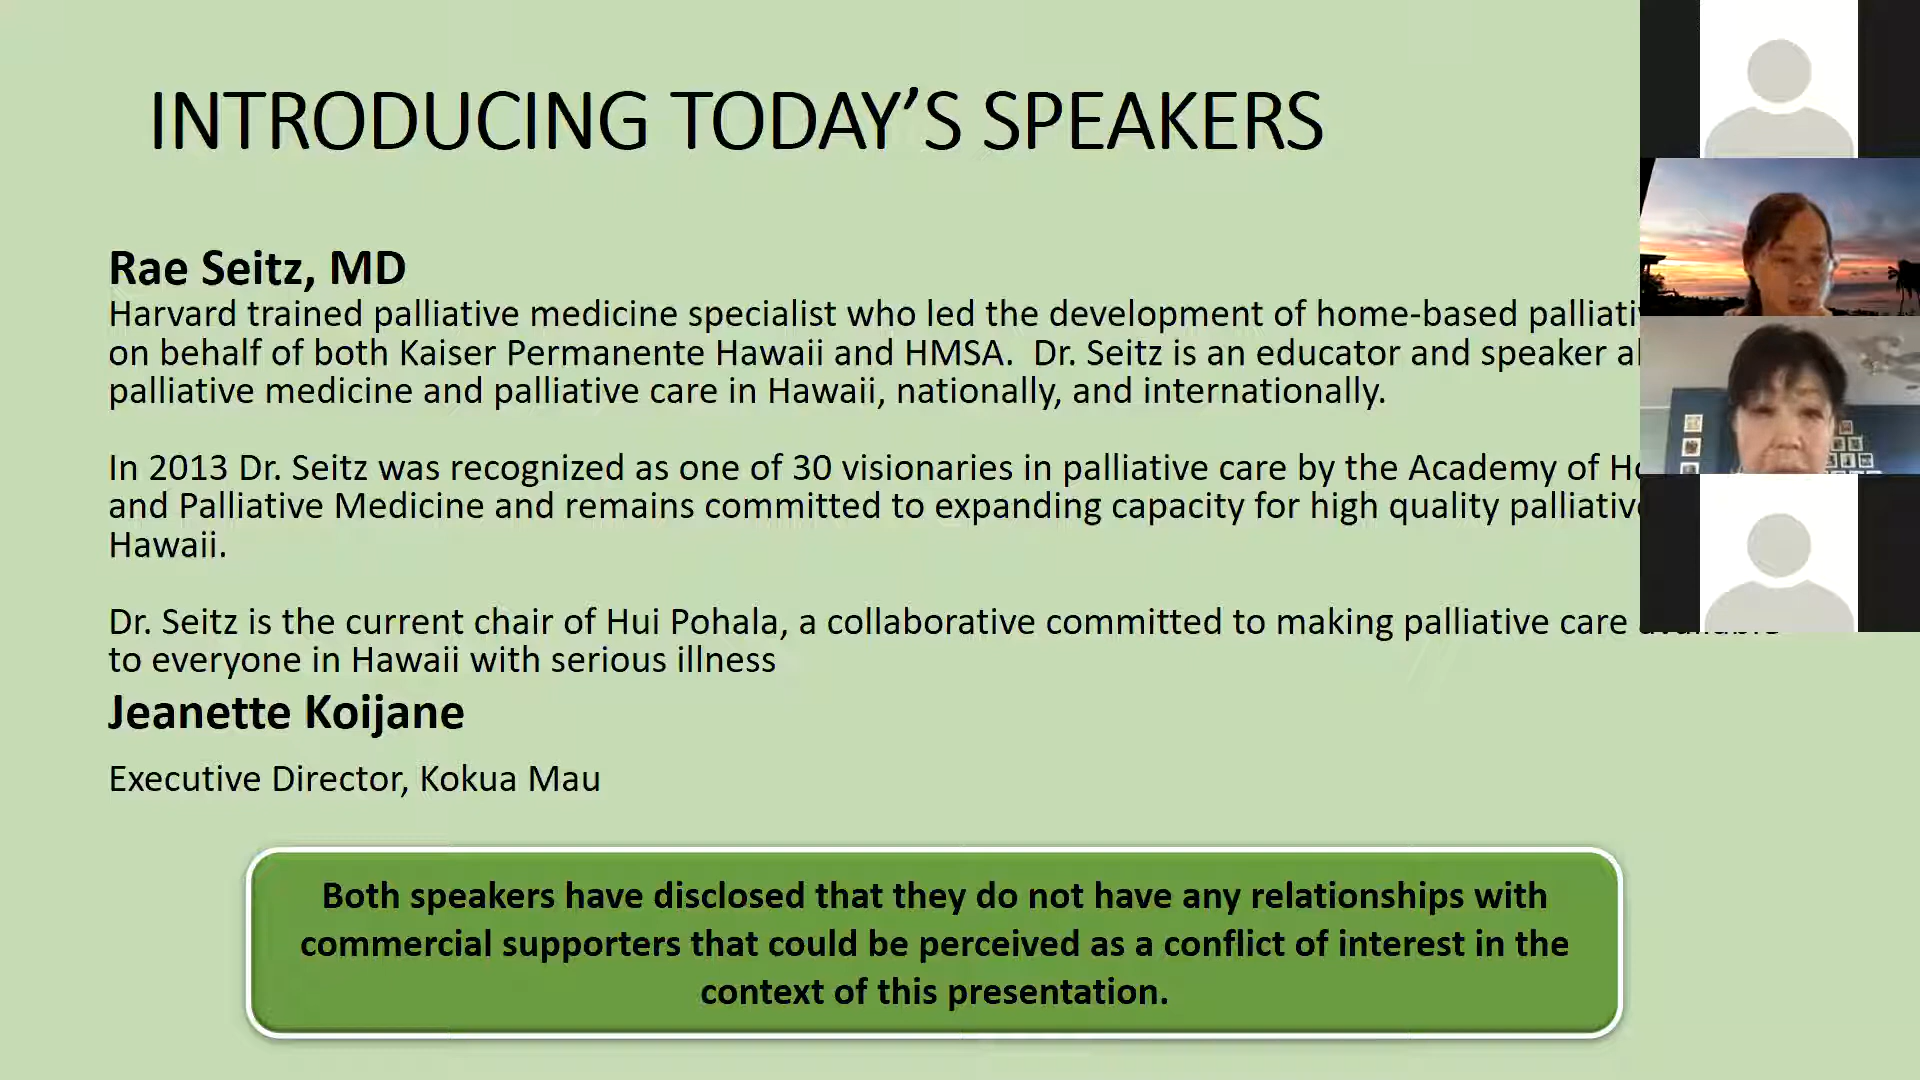 INTRODUCING TODAY’S SPEAKERS
Rae Seitz, MD
Harvard trained palliative medicine specialist who led the development of home-based
on behalf of both Kaiser Permanente Hawaii and HMSA.  Dr. Seitz is an educator and speaker
palliative medicine and palliative care in Hawaii, nationally, and internationally.
In 2013 Dr. Seitz was recognized as one of 30 visionaries in palliative care by the Academy of
and Palliative Medicine and remains committed to expanding capacity for high quality
Hawaii.
Dr. Seitz is the current chair of Hui Pohala, a collaborative committed to making palliative care
to everyone in Hawaii with serious illness
Jeanette Koijane
Executive Director, Kokua Mau
Both speakers have disclosed that they do not have any relationships with
commercial supporters that could be perceived as a conflict of interest in the
context of this presentation.